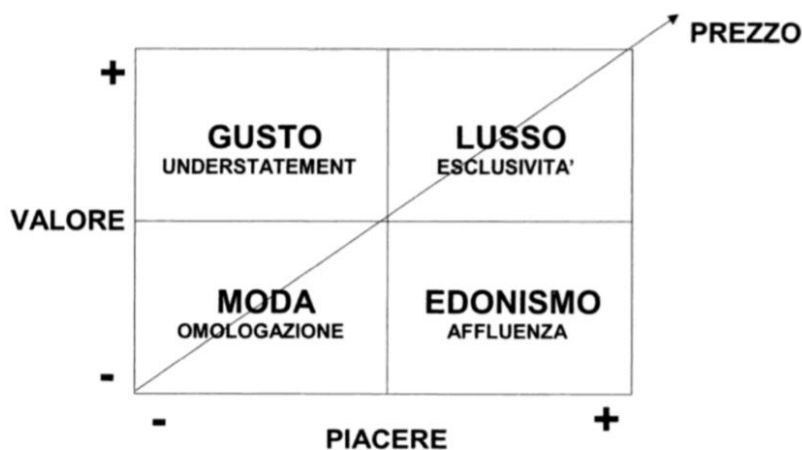 PREZZO
+
GUSTO
UNDERSTATEMENT
LUSSO
ESCLUSIVITA'
VALORE
MODA
OMOLOGAZIONE
EDONISMO
AFFLUENZA
-
-
+
PIACERE